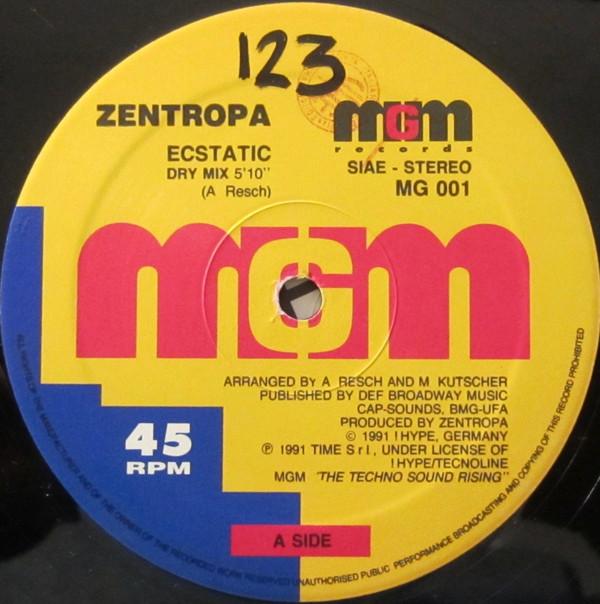 123
ZENTROPA
mGm
records
ECSTATIC
DRY MIX 5'10''
(A Resch)
SIAE - STEREO
MG 001
mGm
ARRANGED By A RESCH AND M KUTSCHER
PUBLISHED BY DEF BROADWAY MUSIC
CAP-SOUNDS, BMG-UFA
PRODUCED BY ZENTROPA
© 1991 !HYPE, GERMANY
℗ 1991 TIME S r l , UNDER LICENSE OF
!HYPE/TECNOLINE
MGM "THE TECHNO SOUND RISING"
45
RPM
A SIDE
ALL RIGHTS OF THE MANUFACTURER AND OF THE OWNER OF THE RECORDED WORK RESERVED UNAUTHORISED PUBLIC PERFORMANCE BROADCASTING AND COPYING OF THIS RECORD PROHIBITED